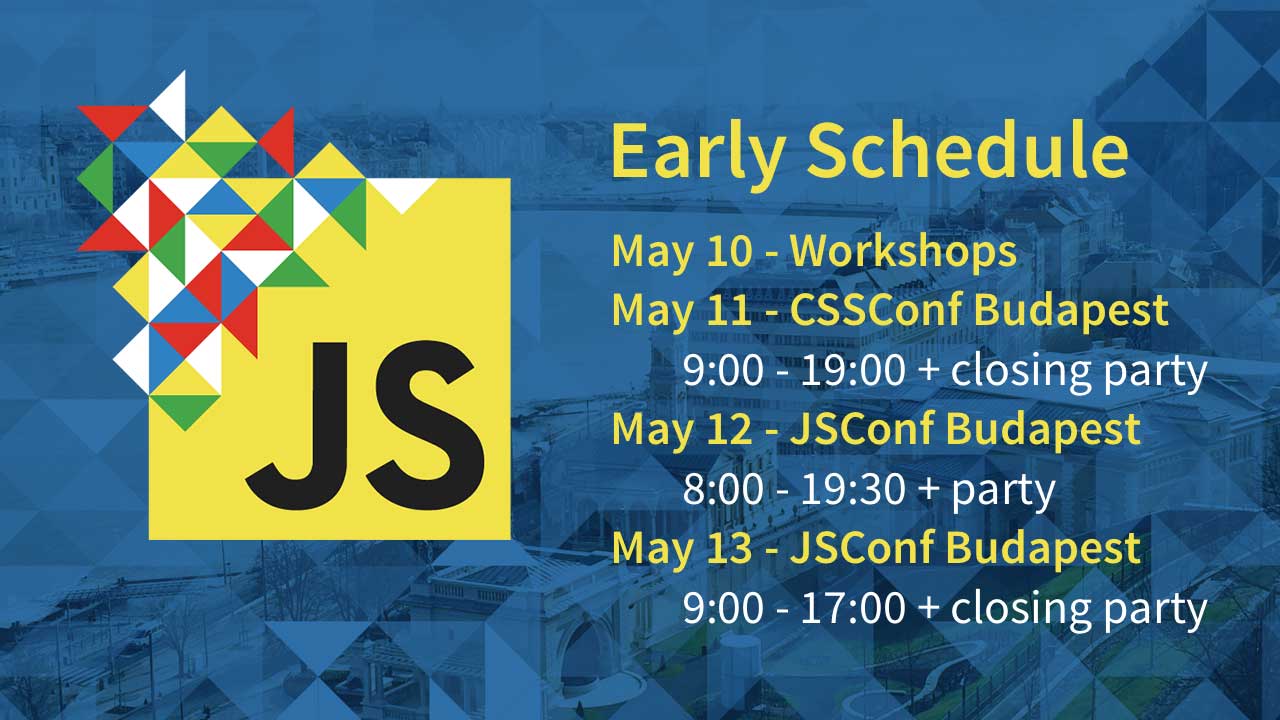 JS
Early Schedule
May 10 - Workshops
May 11 - CSSConf Budapest
9:00 - 19:00 + closing party
May 12 - JSConf Budapest
8:00 - 19:30 + party
May 13 - JSConf Budapest
9:00 - 17:00 + closing party